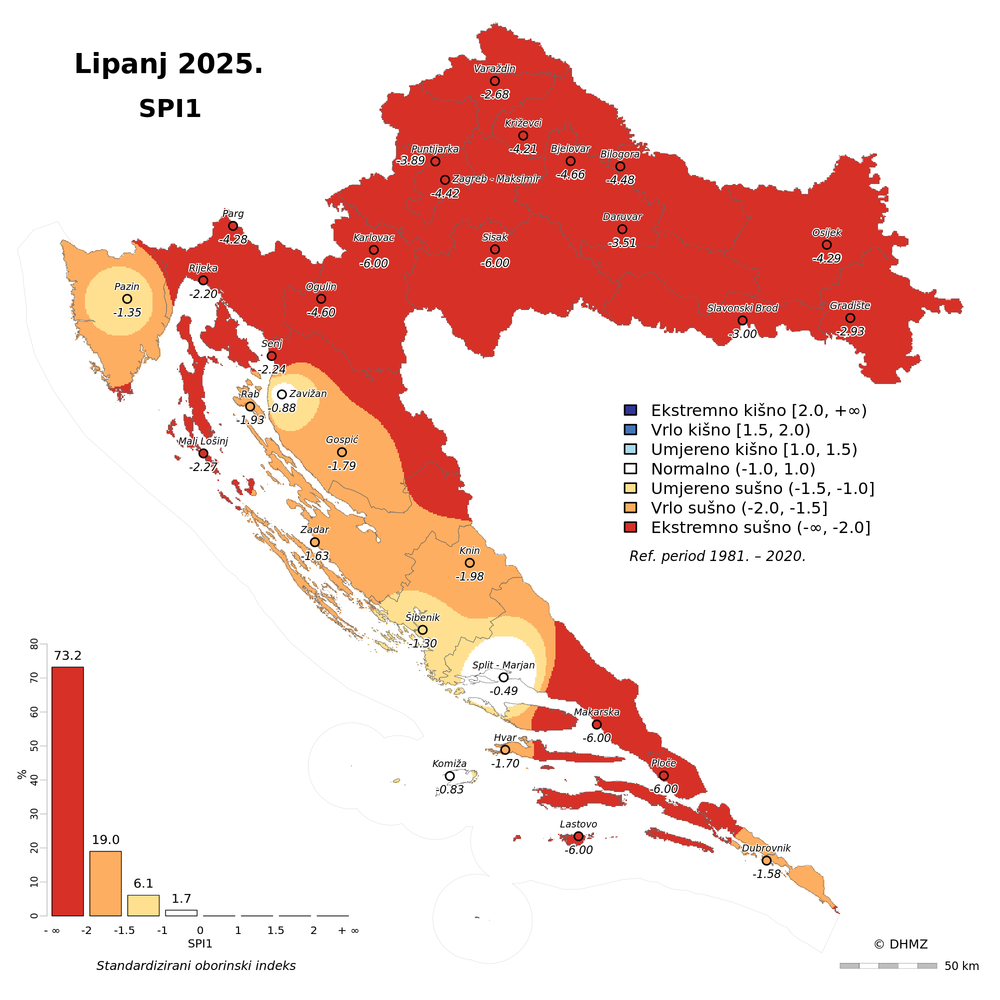 Lipanj 2025.
SPI1
Varaždin
-2.68
Križevci
-4.21
Puntijarka
-3.89
Bjelovar
-4.66
Bilogora
-4.48
Zagreb - Maksimir
-4.42
Parg
-4.28
Daruvar
-3.51
Karlovac
-6.00
Sisak
-6.00
Osijek
-4.29
Rijeka
-2.20
Pazin
-1.35
Ogulin
-4.60
Slavonski Brod
-3.00
Gradište
-2.93
Senj
-2.24
Rab
-1.93
Zavižan
-0.88
Mali Lošinj
-2.27
Gospić
-1.79
Ekstremno kišno [2.0, +∞)
Vrlo kišno [1.5, 2.0)
Umjereno kišno [1.0, 1.5)
Normalno (-1.0, 1.0)
Umjereno sušno (-1.5, -1.0]
Vrlo sušno (-2.0, -1.5]
Ekstremno sušno (-∞, -2.0]
Ref. period 1981. – 2020.
Zadar
-1.63
Knin
-1.98
Šibenik
-1.30
Split - Marjan
-0.49
Makarska
-6.00
Hvar
-1.70
Komiža
-0.83
Ploče
-6.00
Lastovo
-6.00
Dubrovnik
-1.58
%
80
70
60
50
40
30
20
10
0
73.2
19.0
6.1
1.7
- ∞ -2 -1.5 -1 0 1 1.5 2 + ∞
SPI1
Standardizirani oborinski indeks
© DHMZ
50 km